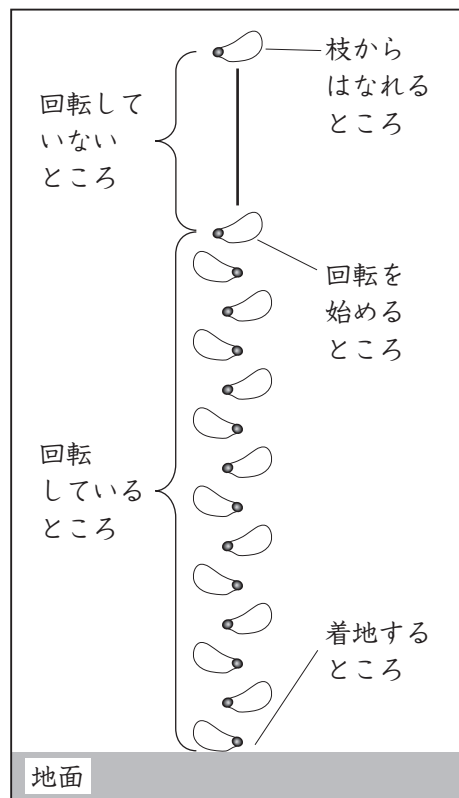 枝から
はなれる
ところ
回転して
いない
ところ
回転を
始める
ところ
回転
している
ところ
着地する
ところ
地面